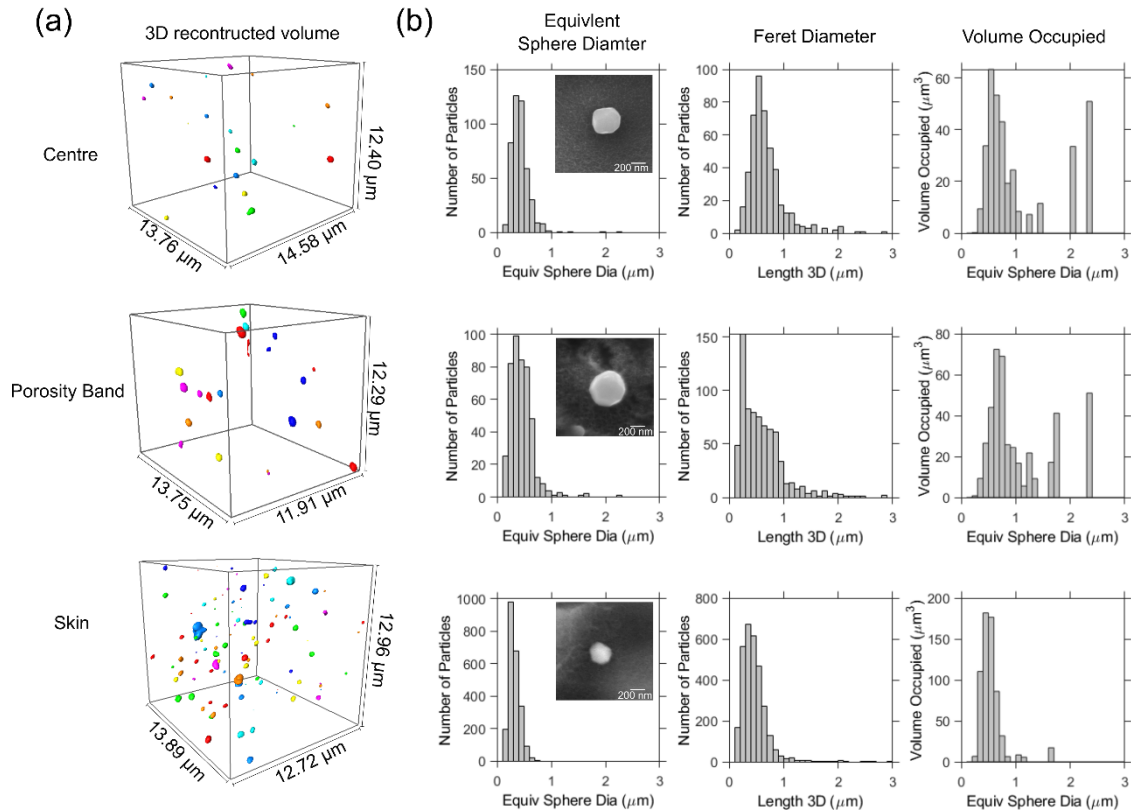 (a)
3D recontructed volume
Centre
12.40 μm
13.76 μm
14.58 μm
Porosity Band
12.29 μm
13.75 μm
11.91 μm
Skin
12.96 μm
13.89 μm
12.72 μm
(b)
Equivlent
Sphere Diamter
Feret Diameter
Volume Occupied
150
100
50
0
Number of Particles
200 nm
0 1 2 3
Equiv Sphere Dia (μm)
100
80
60
40
20
0
Number of Particles
0 1 2 3
Length 3D (μm)
60
40
20
0
Volume Occupied (μm³)
0 1 2 3
Equiv Sphere Dia (μm)
100
80
60
40
20
0
Number of Particles
200 nm
0 1 2 3
Equiv Sphere Dia (μm)
150
100
50
0
Number of Particles
0 1 2 3
Length 3D (μm)
80
60
40
20
0
Volume Occupied (μm³)
0 1 2 3
Equiv Sphere Dia (μm)
1000
800
600
400
200
0
Number of Particles
200 nm
0 1 2 3
Equiv Sphere Dia (μm)
800
600
400
200
0
Number of Particles
0 1 2 3
Length 3D (μm)
200
150
100
50
0
Volume Occupied (μm³)
0 1 2 3
Equiv Sphere Dia (μm)